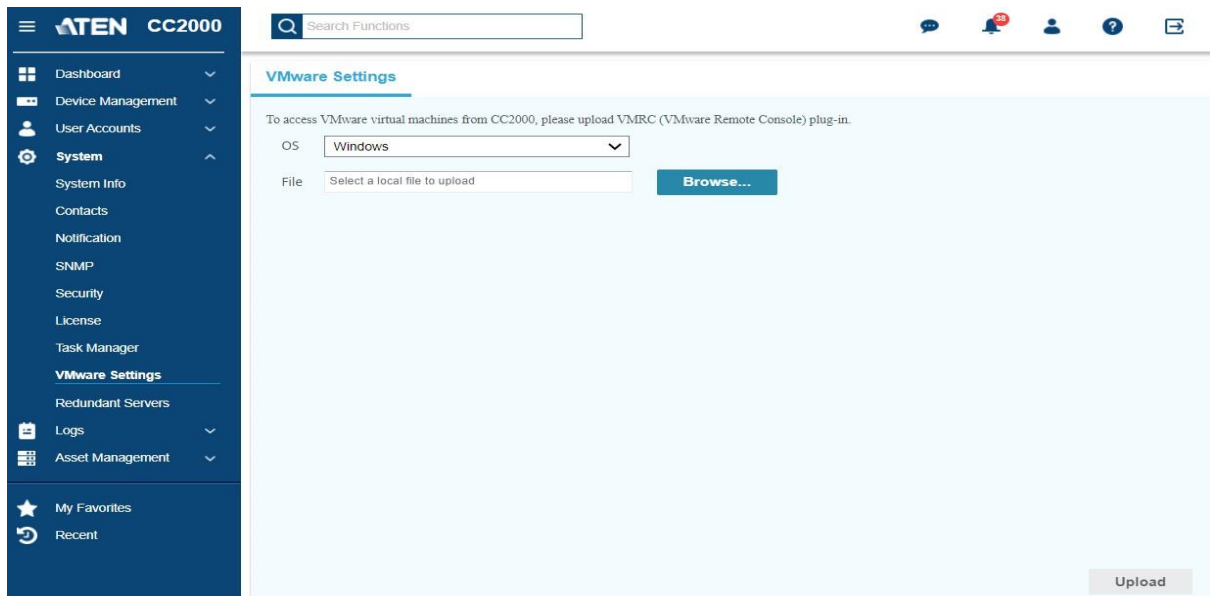 ATEN CC2000
Search Functions
38
Dashboard
Device Management
User Accounts
System
System Info
Contacts
Notification
SNMP
Security
License
Task Manager
VMware Settings
Redundant Servers
Logs
Asset Management
My Favorites
Recent
VMware Settings
To access VMware virtual machines from CC2000, please upload VMRC (VMware Remote Console) plug-in.
OS Windows
File Select a local file to upload Browse...
Upload